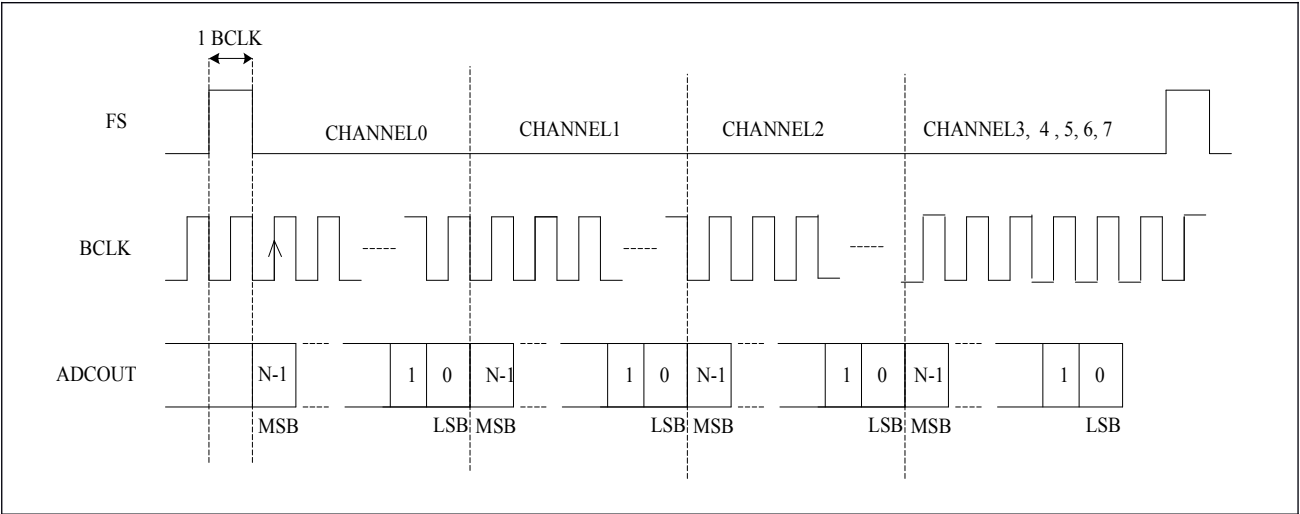 1 BCLK
FS
CHANNEL0 CHANNEL1 CHANNEL2 CHANNEL3, 4 , 5, 6, 7
BCLK
ADCOUT
N-1 1 0 N-1 1 0 N-1 1 0 N-1 1 0
MSB LSB MSB LSB MSB LSB MSB LSB